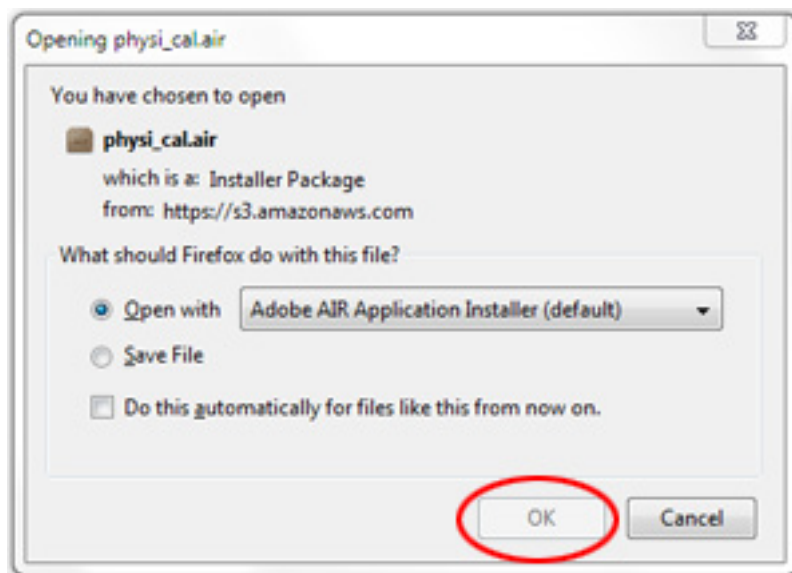 Opening physi_cal.air
You have chosen to open
physi_cal.air
which is a: Installer Package
from: https://s3.amazonaws.com
What should Firefox do with this file?
Open with Adobe AIR Application Installer (default)
Save File
Do this automatically for files like this from now on.
OK Cancel